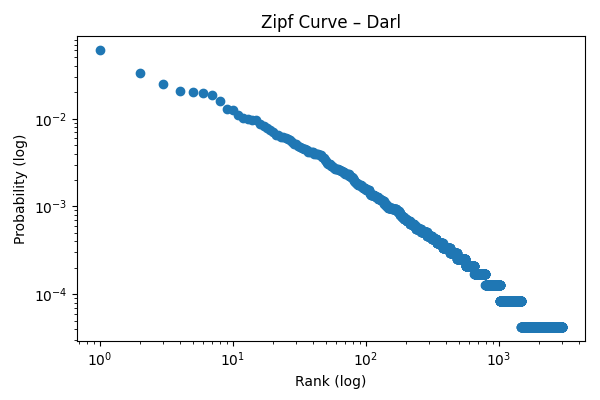 Zipf Curve – Darl
Probability (log)
10⁻²
10⁻³
10⁻⁴
10⁰ 10¹ 10² 10³
Rank (log)